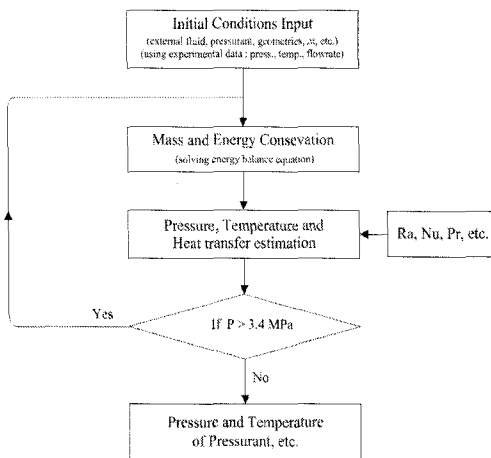 Initial Conditions Input
(external fluid, pressurant, geometries, Δt, etc.)
(using experimental data : press., temp., flowrate)
Mass and Energy Consevation
(solving energy balance equation)
Pressure, Temperature and
Heat transfer estimation
Ra, Nu, Pr, etc.
Yes
If P > 3.4 MPa
No
Pressure and Temperature
of Pressurant, etc.